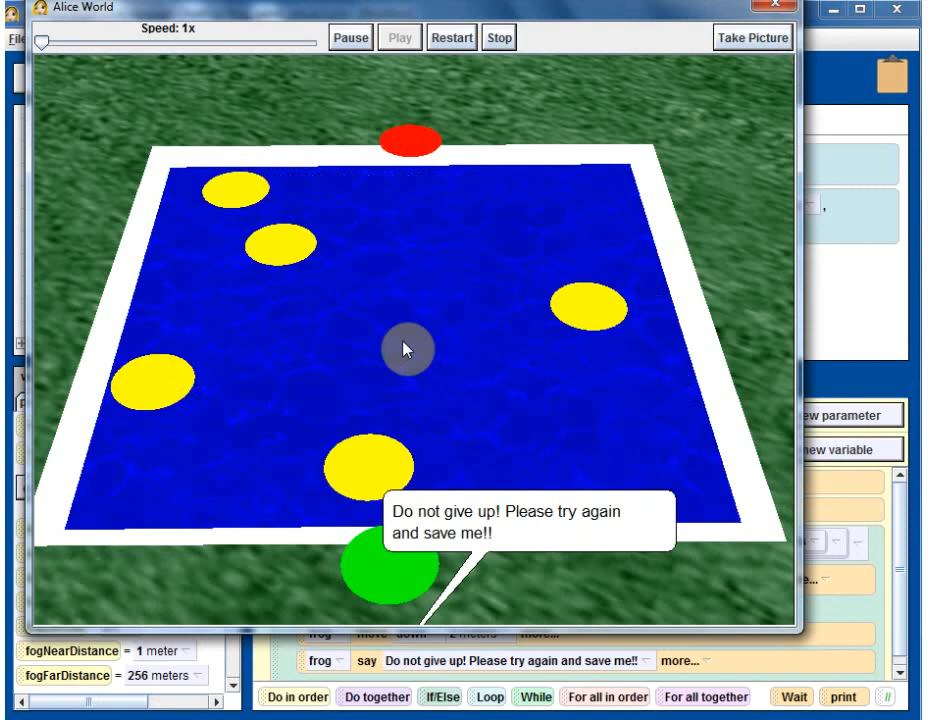 Alice World
Speed: 1x
Pause
Play
Restart
Stop
Take Picture
Do not give up! Please try again
and save me!!
new variable
fogNearDistance = 1 meter
fogFarDistance = 256 meters
frog say Do not give up! Please try again and save me!! more...
Do in order
Do together
If/Else
Loop
While
For all in order
For all together
Wait
print
//